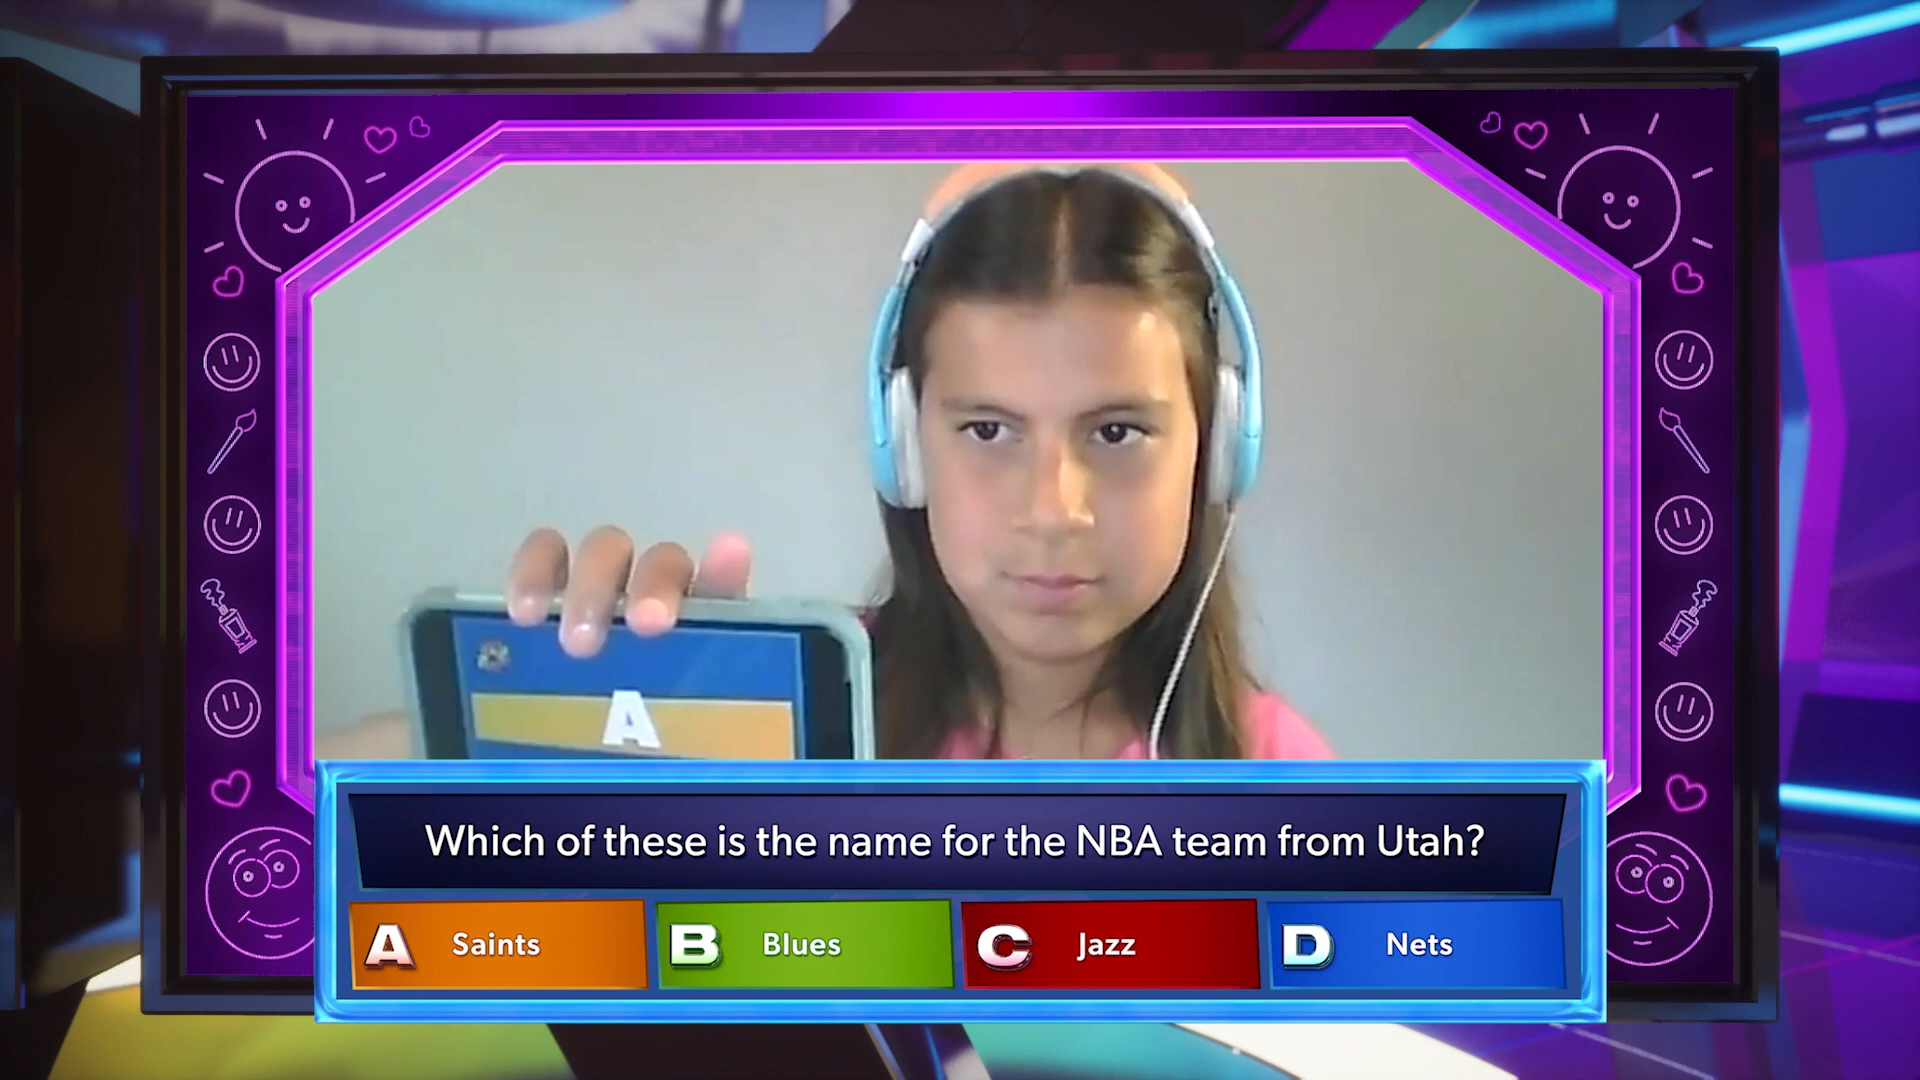 A
Which of these is the name for the NBA team from Utah?
A Saints
B Blues
C Jazz
D Nets